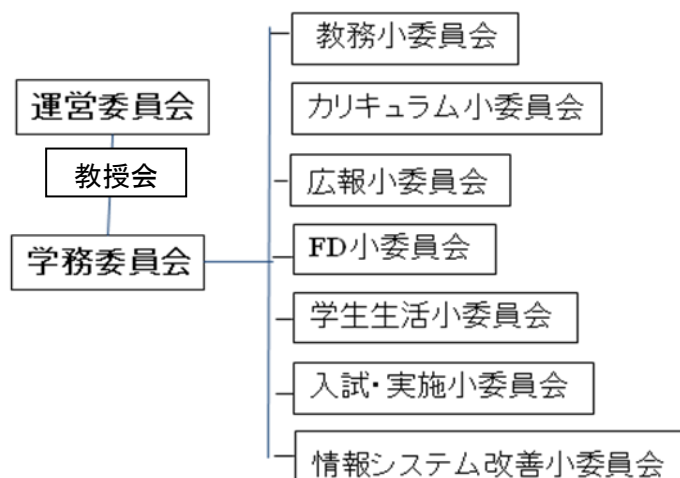 運営委員会
教授会
学務委員会
教務小委員会
カリキュラム小委員会
広報小委員会
FD小委員会
学生生活小委員会
入試・実施小委員会
情報システム改善小委員会